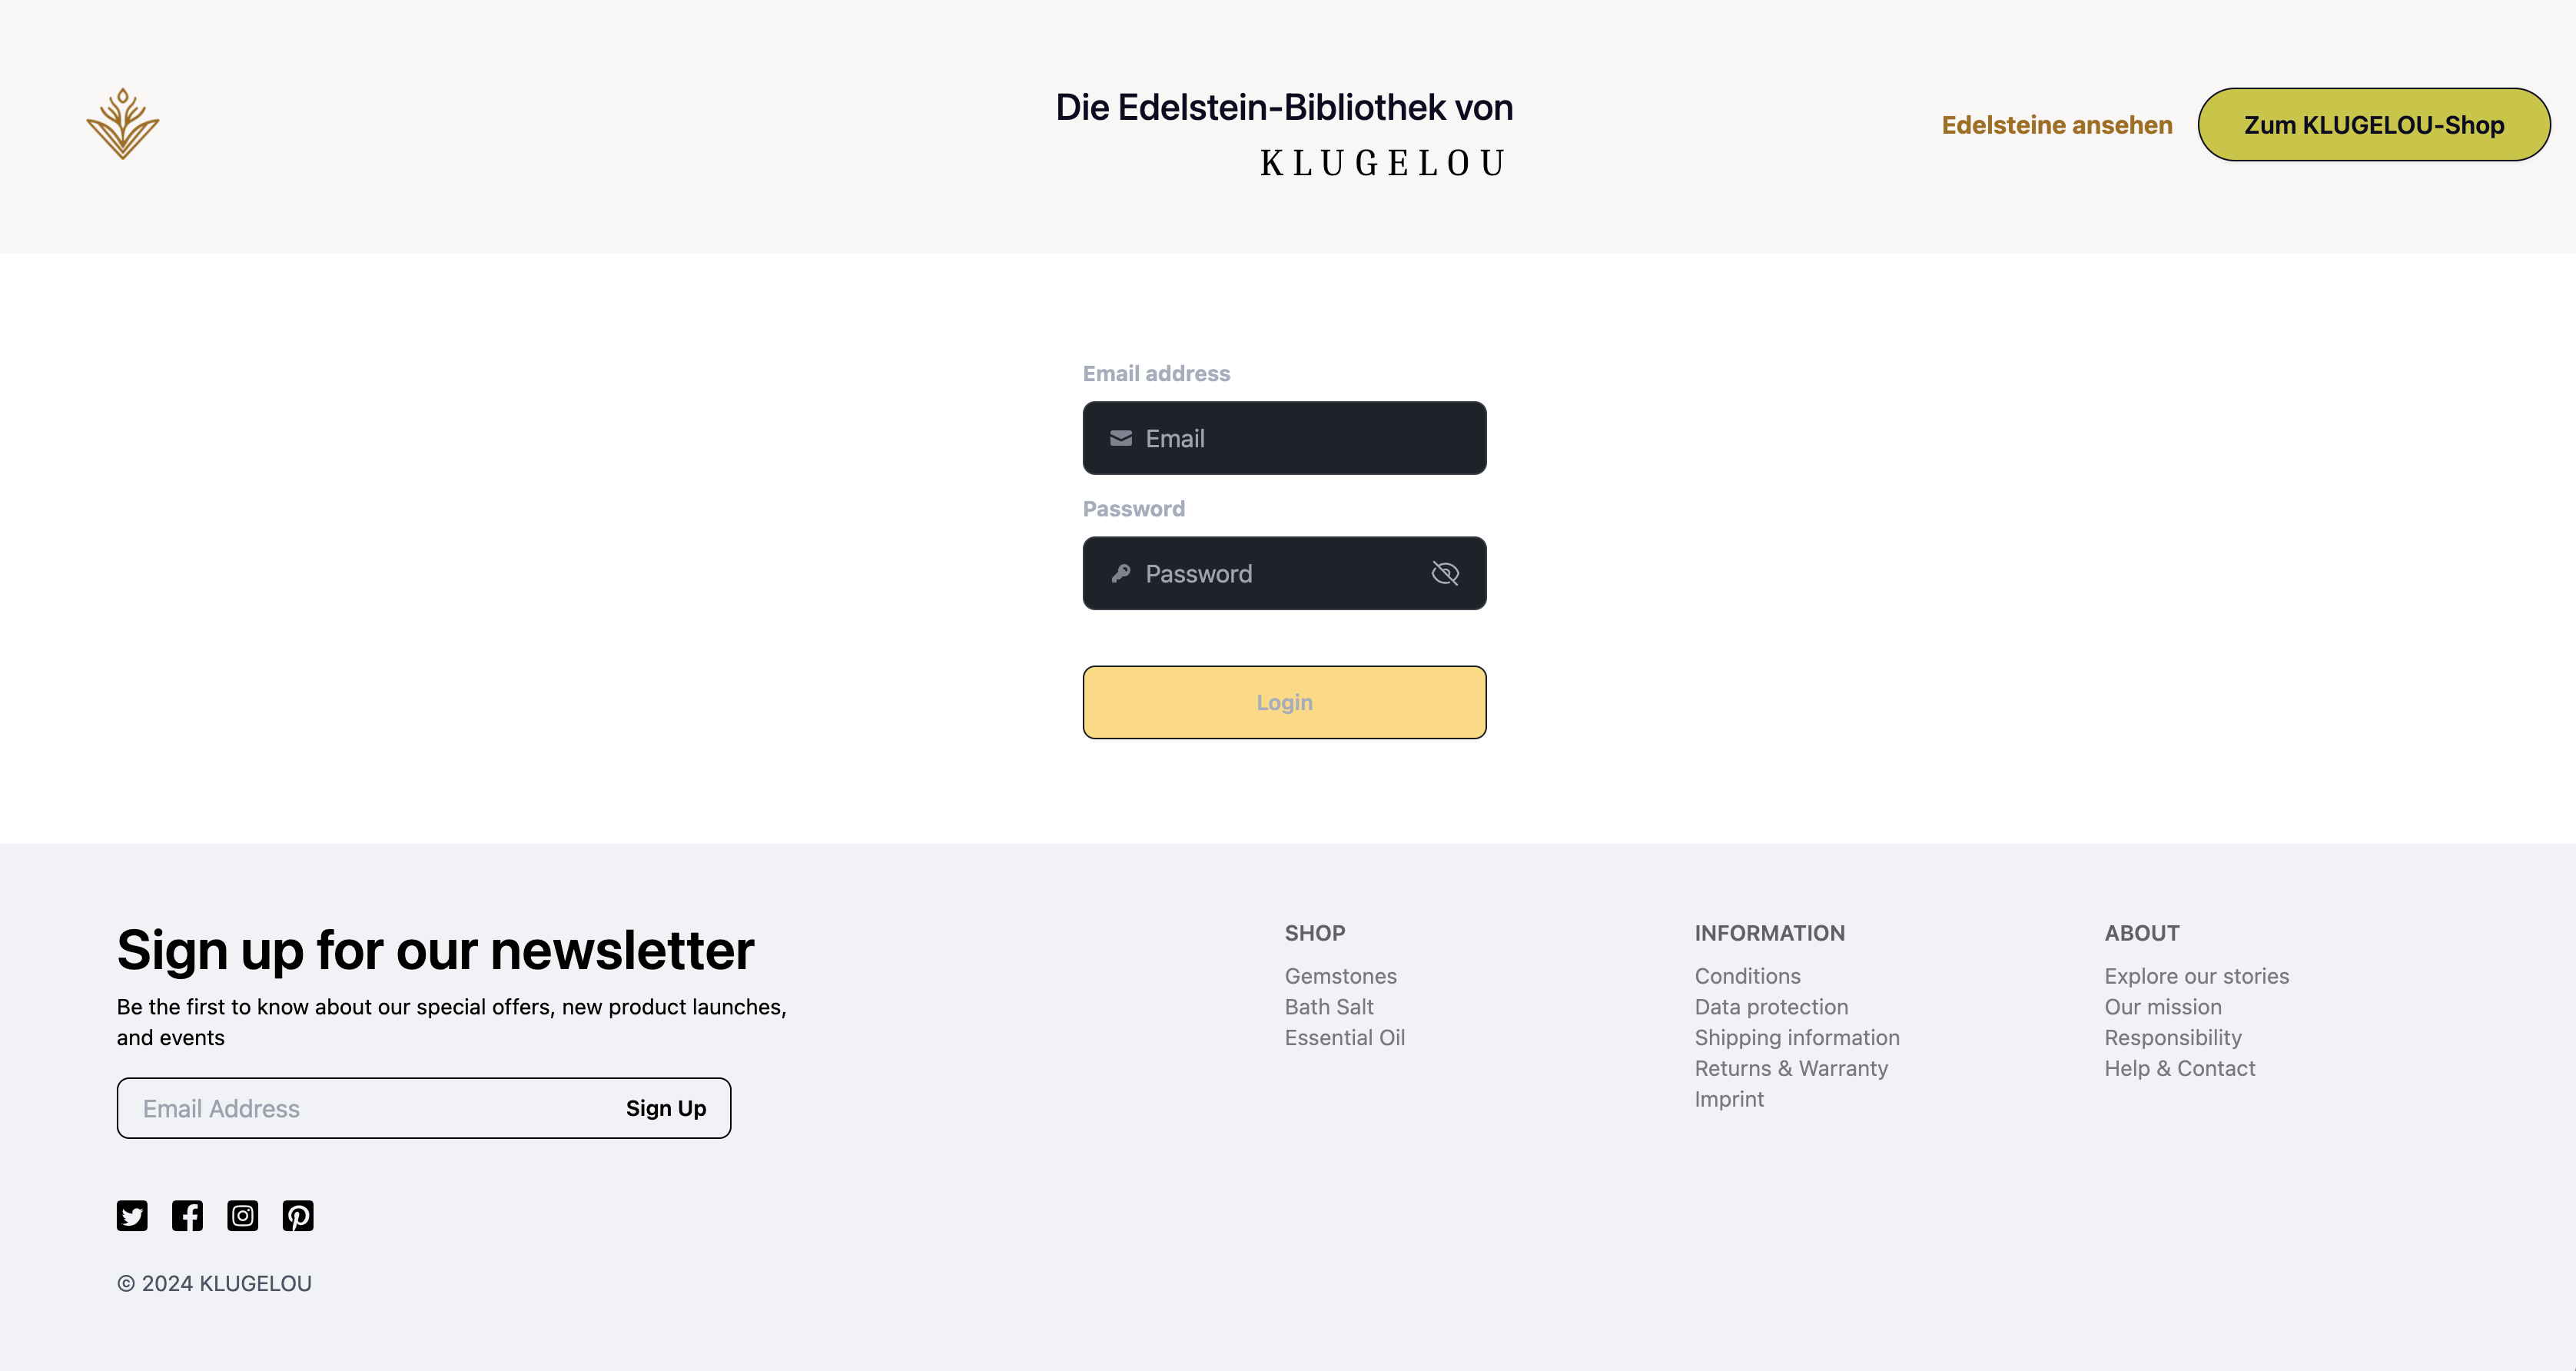 Die Edelstein-Bibliothek von
KLUGELOU
Edelsteine ansehen
Zum KLUGELOU-Shop
Email address
Email
Password
Password
Login
Sign up for our newsletter
Be the first to know about our special offers, new product launches,
and events
Email Address
Sign Up
© 2024 KLUGELOU
SHOP
Gemstones
Bath Salt
Essential Oil
INFORMATION
Conditions
Data protection
Shipping information
Returns & Warranty
Imprint
ABOUT
Explore our stories
Our mission
Responsibility
Help & Contact